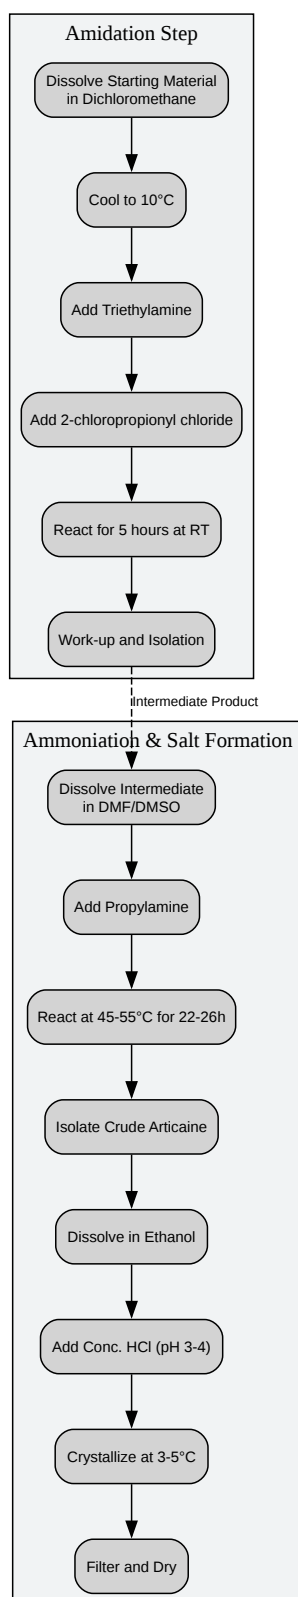 Amidation Step
Dissolve Starting Material
in Dichloromethane
Cool to 10°C
Add Triethylamine
Add 2-chloropropionyl chloride
React for 5 hours at RT
Work-up and Isolation
Intermediate Product
Ammoniation & Salt Formation
Dissolve Intermediate
in DMF/DMSO
Add Propylamine
React at 45-55°C for 22-26h
Isolate Crude Articaine
Dissolve in Ethanol
Add Conc. HCl (pH 3-4)
Crystallize at 3-5°C
Filter and Dry